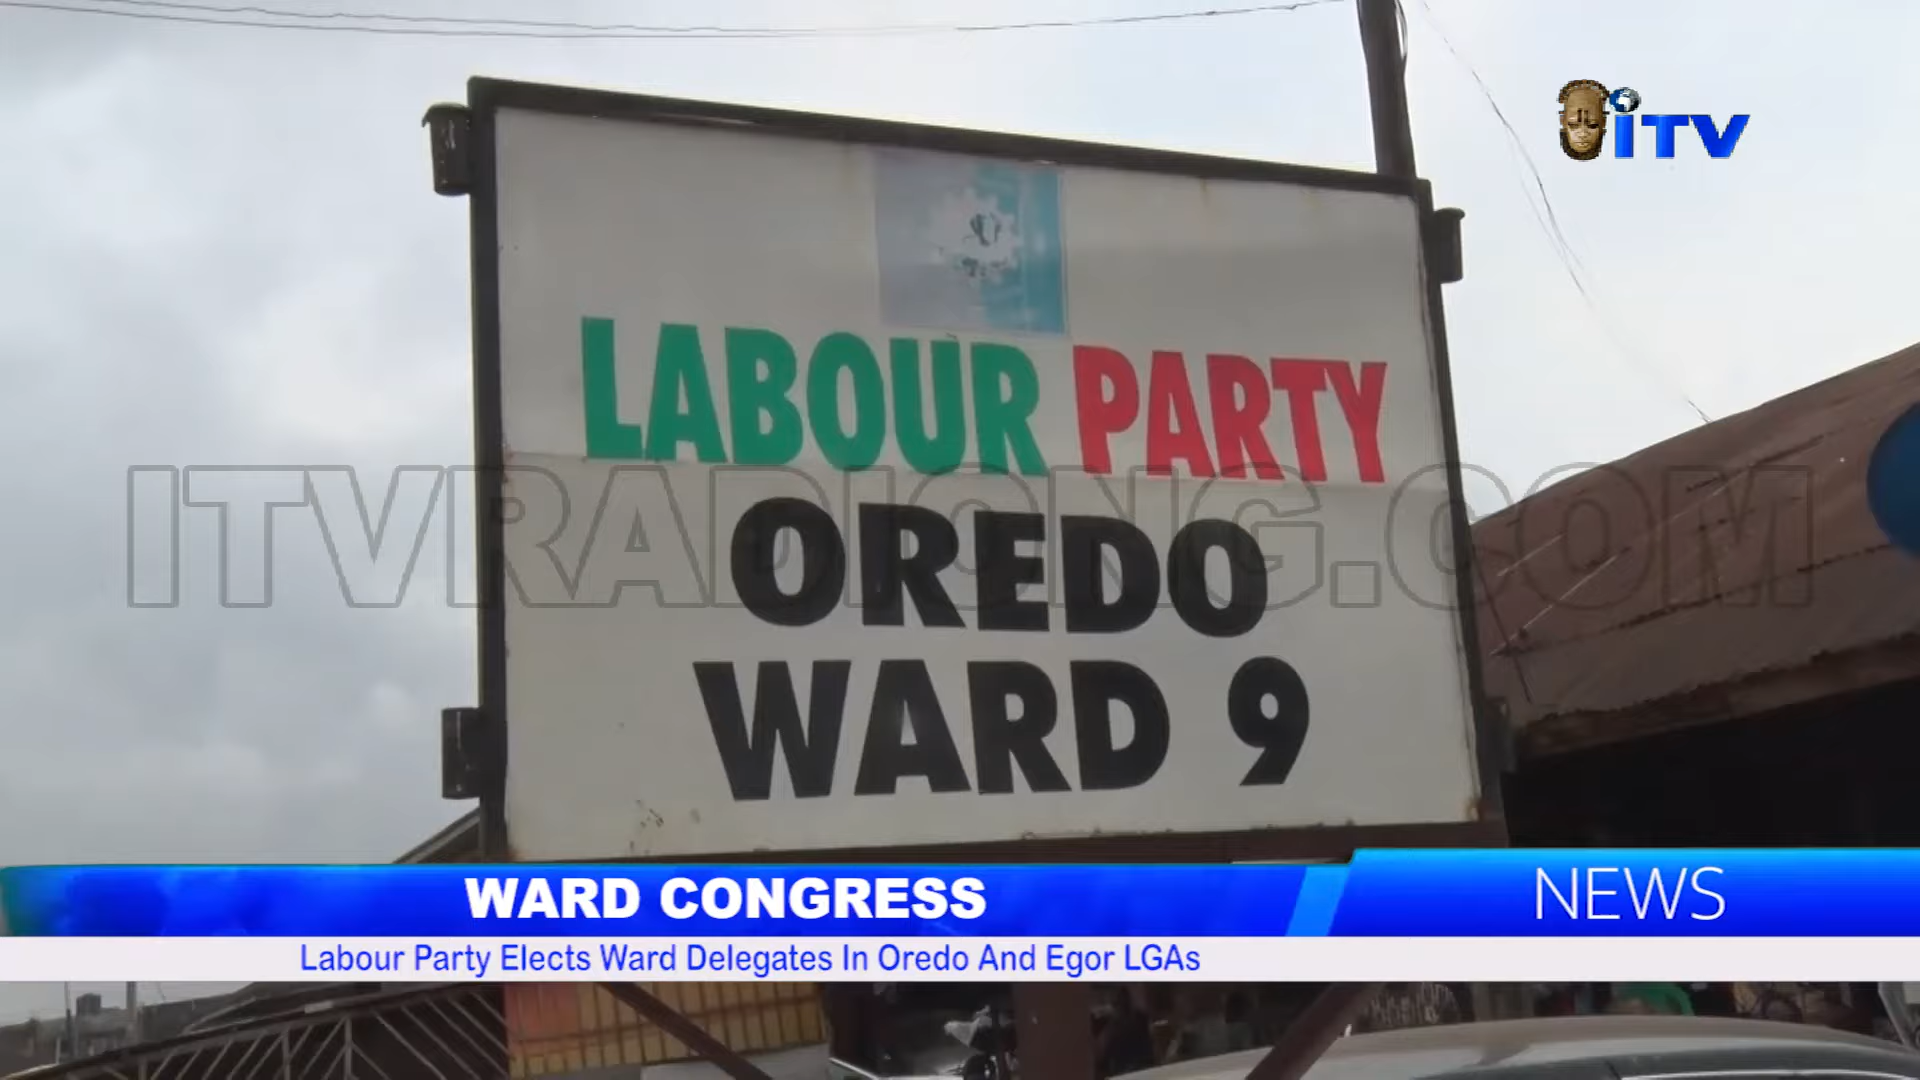 iTV
LABOUR PARTY
OREDO
WARD 9
ITVRADIONG.COM
WARD CONGRESS
NEWS
Labour Party Elects Ward Delegates In Oredo And Egor LGAs